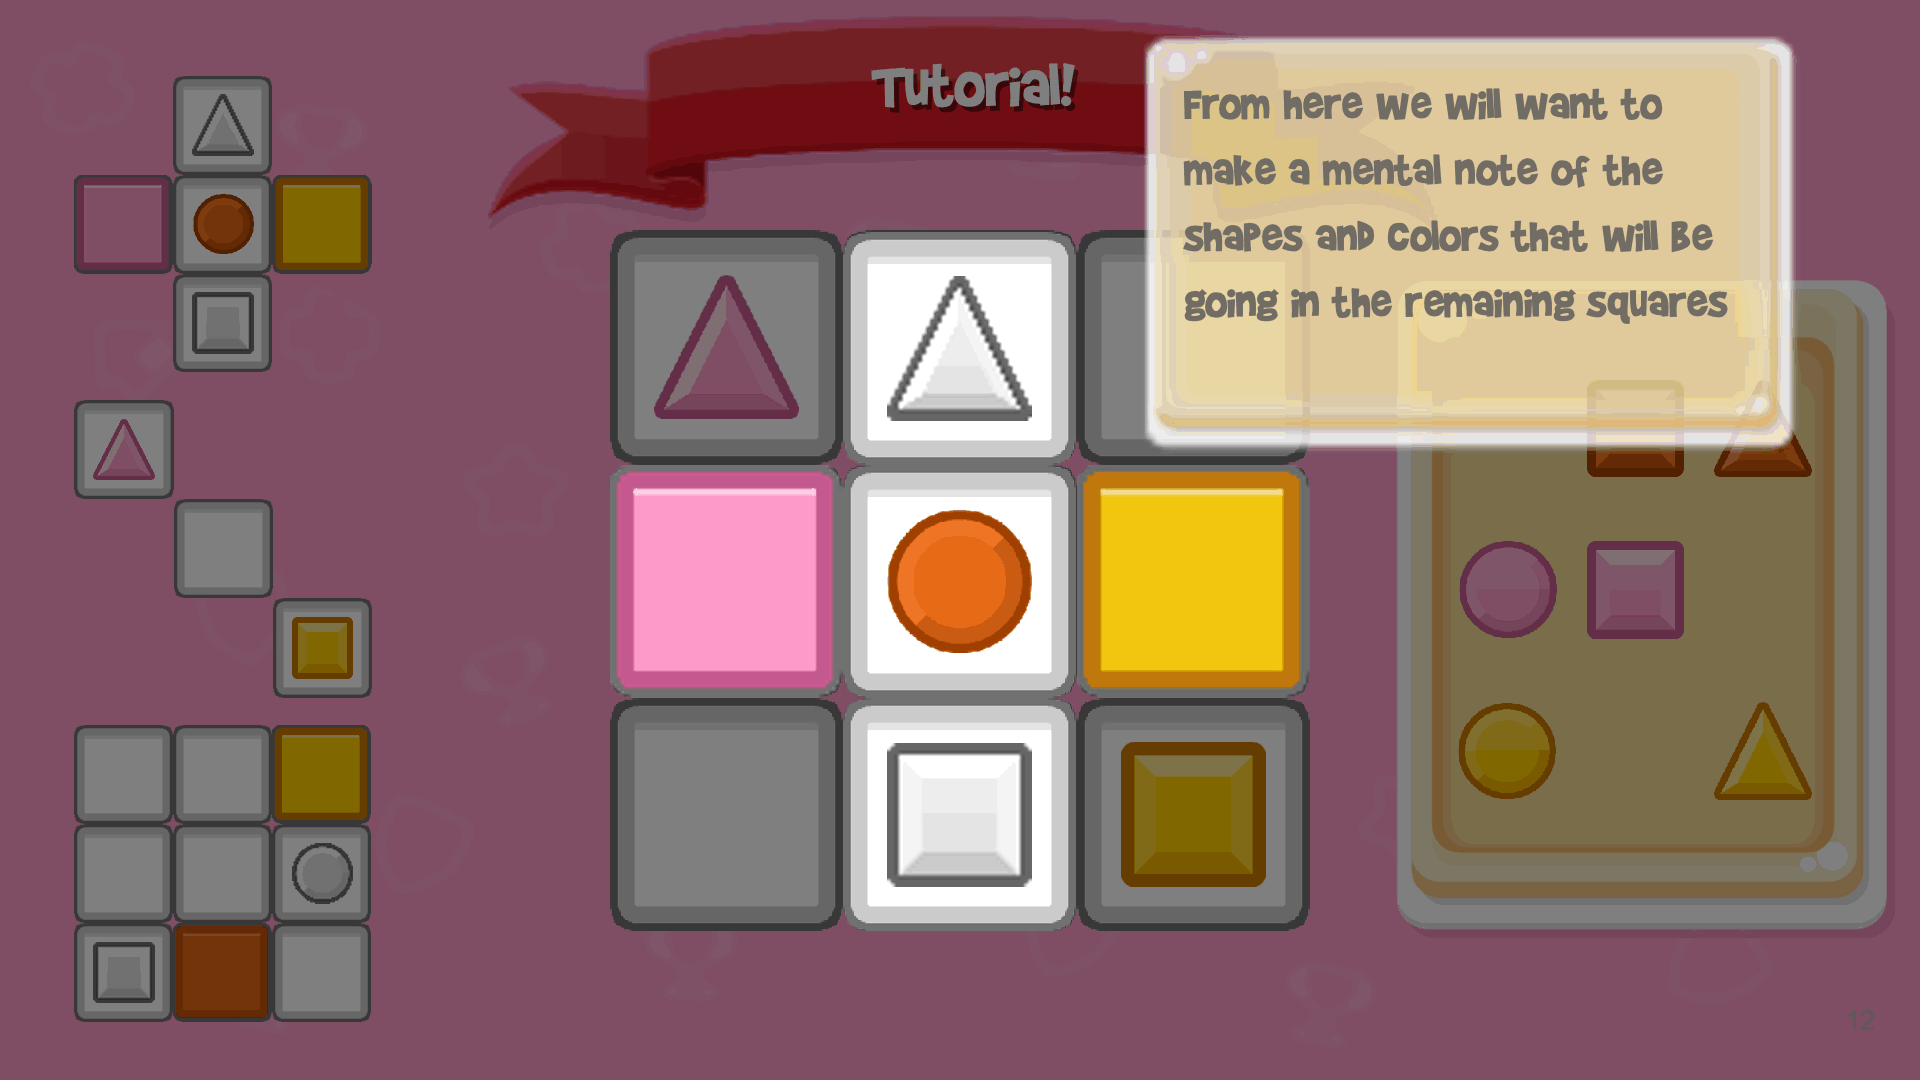 Tutorial!
From here we will want to
make a mental note of the
shapes and colors that will be
going in the remaining squares
12